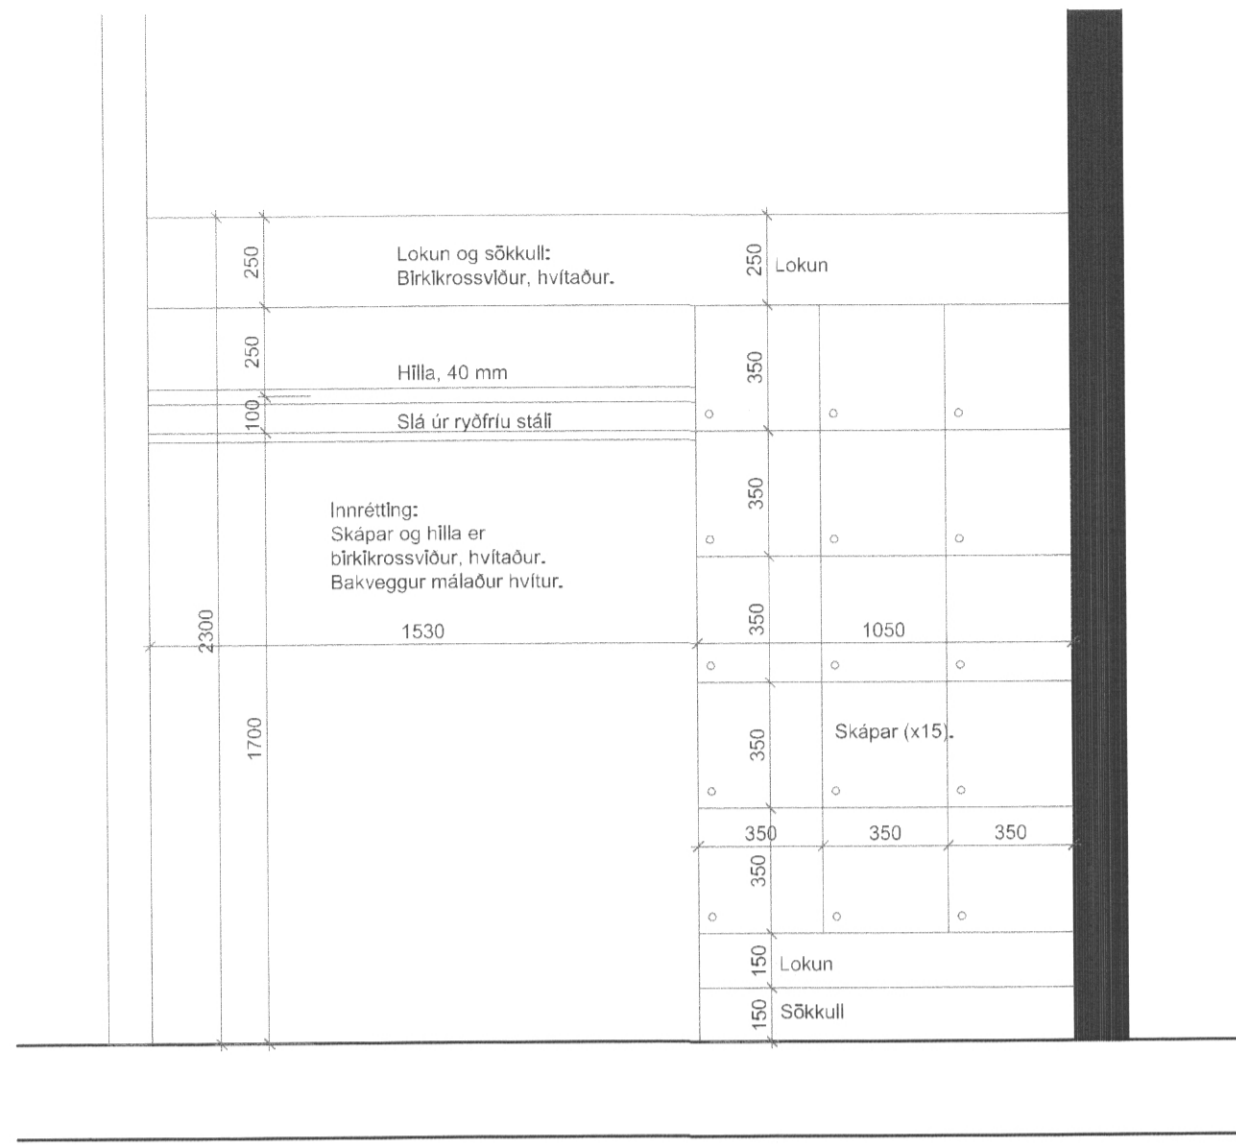 250
Lokun og sökkull:
Birkikrossviður, hvítaður.
250
Lokun
250
Hilla, 40 mm
350
100
Slá úr ryðfríu stáli
350
Innrétting:
Skápar og hilla er
birkikrossviður, hvítaður.
Bakveggur málaður hvítur.
2300
1530
350
1050
1700
350
Skápar (x15).
350
350
350
350
150
Lokun
150
Sökkull